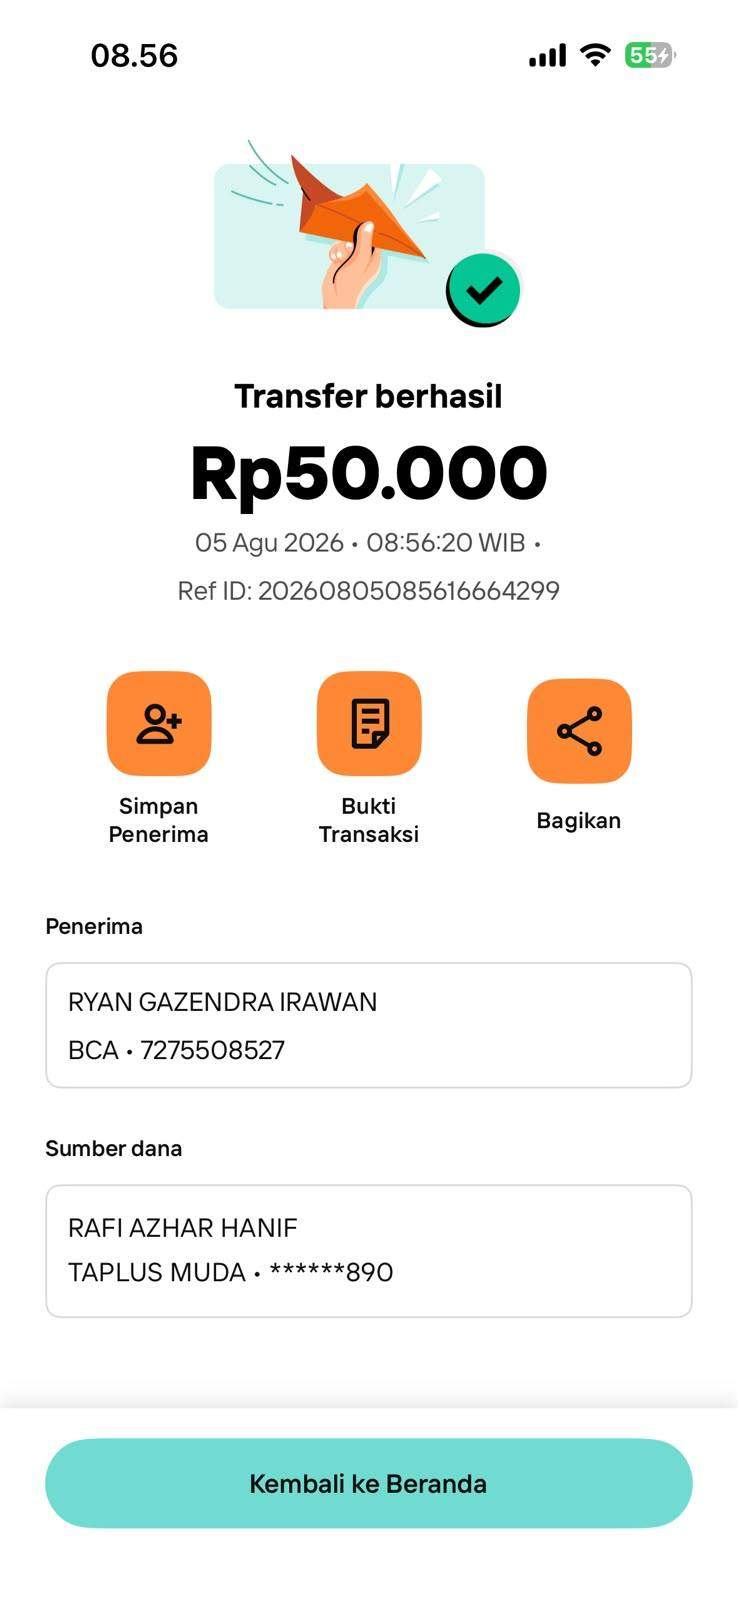 08.56
55
Transfer berhasil
Rp50.000
05 Agu 2026 • 08:56:20 WIB •
Ref ID: 20260805085616664299
Simpan
Penerima
Bukti
Transaksi
Bagikan
Penerima
RYAN GAZENDRA IRAWAN
BCA • 7275508527
Sumber dana
RAFI AZHAR HANIF
TAPLUS MUDA • ******890
Kembali ke Beranda